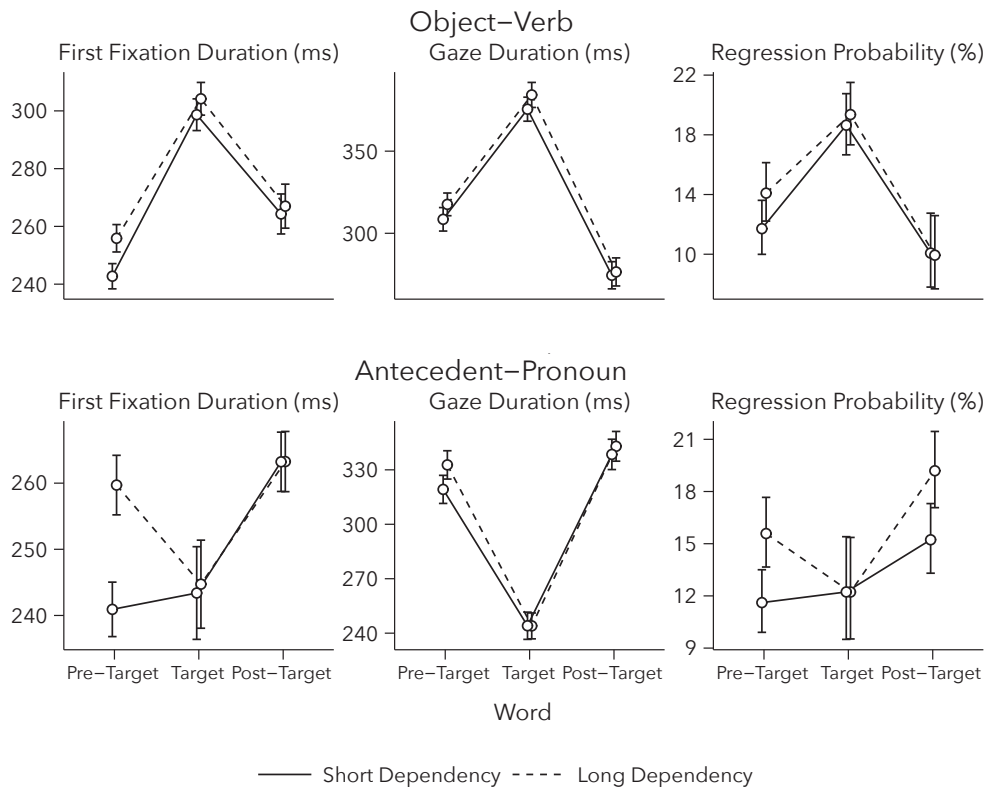 Object–Verb
First Fixation Duration (ms)
Gaze Duration (ms)
Regression Probability (%)
300
280
260
240
350
300
22
18
14
10
Antecedent–Pronoun
First Fixation Duration (ms)
Gaze Duration (ms)
Regression Probability (%)
260
250
240
330
300
270
240
21
18
15
12
9
Pre–Target Target Post–Target
Pre–Target Target Post–Target
Pre–Target Target Post–Target
Word
Short Dependency Long Dependency